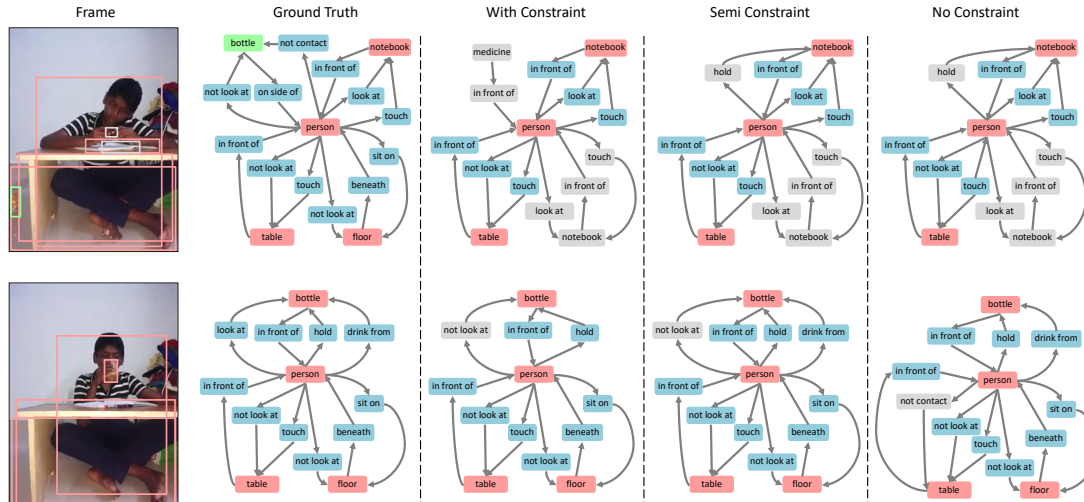 Frame
Ground Truth
With Constraint
Semi Constraint
No Constraint
bottle
not contact
notebook
in front of
not look at
on side of
look at
touch
person
in front of
sit on
not look at
touch
beneath
not look at
table
floor
medicine
notebook
in front of
in front of
look at
touch
person
in front of
touch
not look at
touch
in front of
look at
table
notebook
notebook
hold
in front of
look at
touch
person
in front of
touch
not look at
touch
in front of
look at
table
notebook
notebook
hold
in front of
look at
touch
person
in front of
touch
not look at
touch
in front of
look at
table
notebook
bottle
look at
in front of
hold
drink from
person
in front of
sit on
not look at
touch
beneath
not look at
table
floor
bottle
not look at
in front of
hold
person
in front of
sit on
not look at
touch
beneath
not look at
table
floor
bottle
not look at
in front of
hold
drink from
person
in front of
sit on
not look at
touch
beneath
not look at
table
floor
bottle
in front of
hold
drink from
in front of
person
not contact
sit on
not look at
touch
beneath
not look at
table
floor